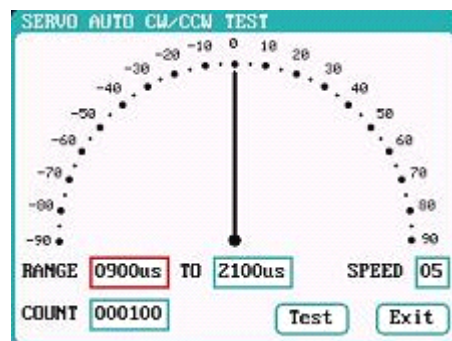 SERVO AUTO CW/CCW TEST
-90 -80 -70 -60 -50 -40 -30 -20 -10 0 10 20 30 40 50 60 70 80 90
RANGE 0900us TO 2100us SPEED 05
COUNT 000100 Test Exit